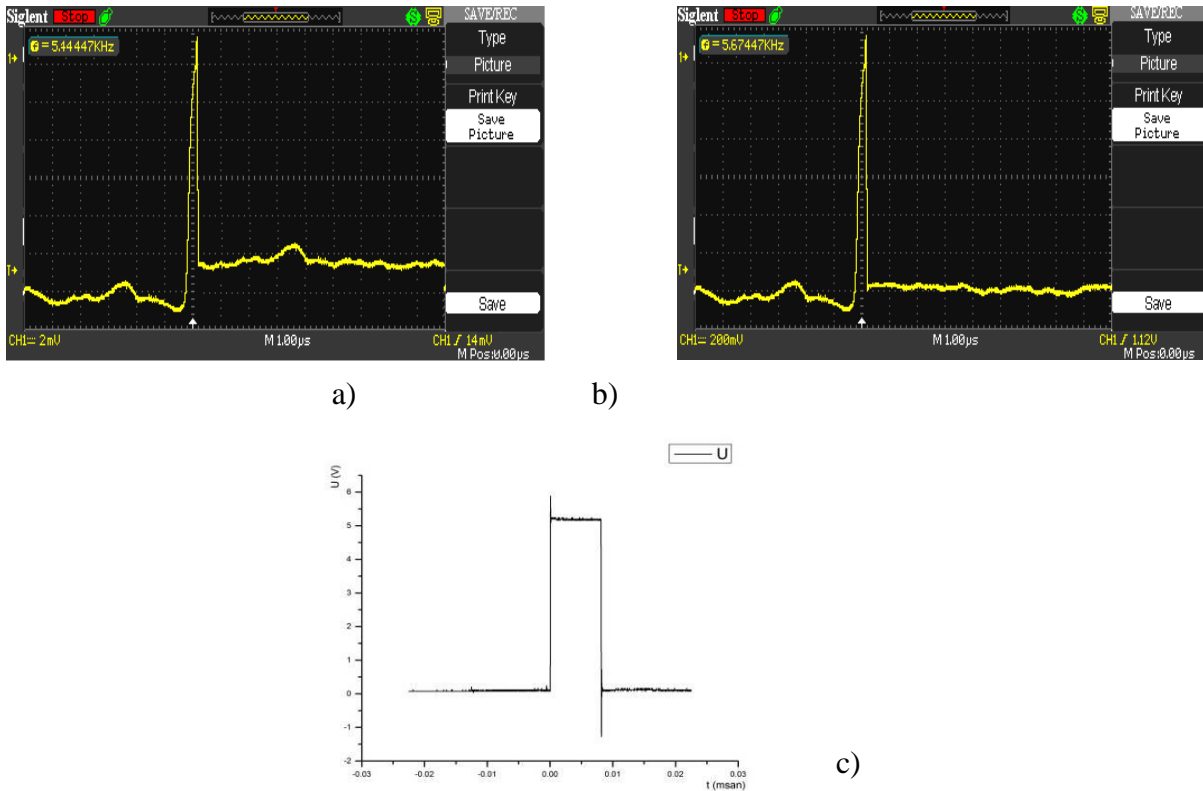 Siglent Stop SAVE/REC
= 5.44447KHz
Type
Picture
Print Key
Save
Picture
Save
CH1 2mV M 1.00μs CH1 14mV
M Pos:0.00μs
Siglent Stop SAVE/REC
= 5.67447KHz
Type
Picture
Print Key
Save
Picture
Save
CH1 200mV M 1.00μs CH1 1.12V
M Pos:0.00μs
a) b)
U
U (V)
6
5
4
3
2
1
0
-1
-2
-0.03 -0.02 -0.01 0.00 0.01 0.02 0.03
t (msan)
c)